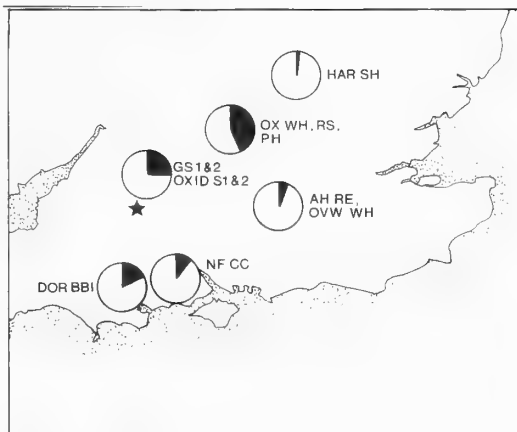 HAR SH
OX WH, RS,
PH
GS1&2
OXID S1&2
AH RE,
OVW WH
NF CC
DOR BB1